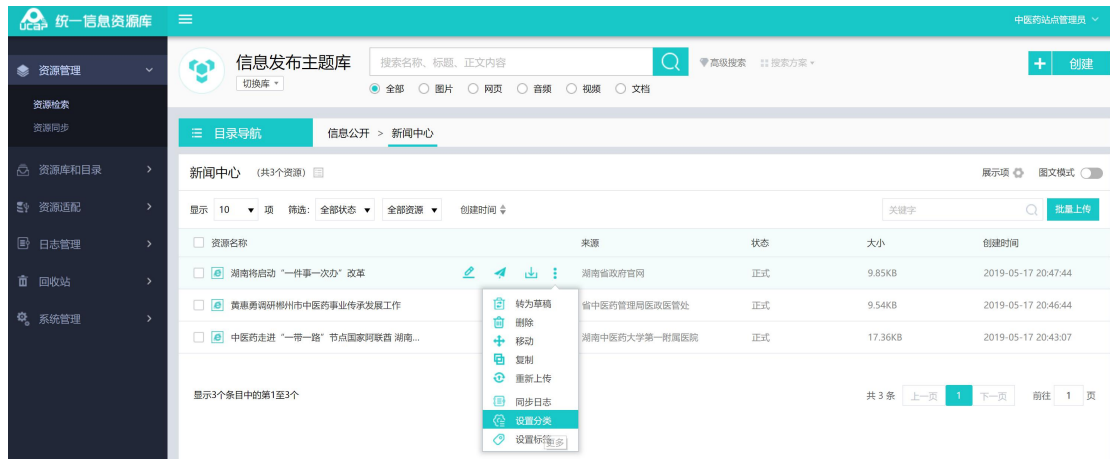 ucap 统一信息资源库
中医药站点管理员
资源管理
资源检索
资源同步
资源库和目录
资源适配
日志管理
回收站
系统管理
信息发布主题库
切换库
搜索名称、标题、正文内容
高级搜索
搜索方案
+ 创建
全部 图片 网页 音频 视频 文档
目录导航
信息公开 > 新闻中心
新闻中心 (共3个资源)
展示项 图文模式
显示 10 项 筛选: 全部状态 全部资源 创建时间
关键字
批量上传
资源名称 来源 状态 大小 创建时间
湖南将启动“一件事一次办”改革 湖南省政府官网 正式 9.85KB 2019-05-17 20:47:44
黄惠勇调研郴州市中医药事业传承发展工作 省中医药管理局医政医管处 正式 9.54KB 2019-05-17 20:46:44
中医药走进“一带一路”节点国家阿联酋 湖南... 湖南中医药大学第一附属医院 正式 17.36KB 2019-05-17 20:43:07
转为草稿
删除
移动
复制
重新上传
同步日志
设置分类
设置标签
更多
显示3个条目中的第1至3个
共3条 上一页 1 下一页 前往 1 页